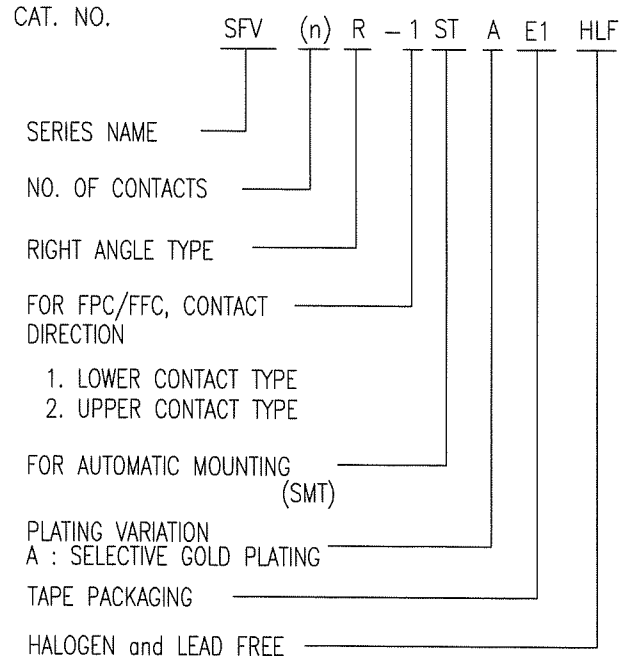 CAT. NO.
SFV (n) R - 1 ST A E1 HLF
SERIES NAME
NO. OF CONTACTS
RIGHT ANGLE TYPE
FOR FPC/FFC, CONTACT
DIRECTION
1. LOWER CONTACT TYPE
2. UPPER CONTACT TYPE
FOR AUTOMATIC MOUNTING
(SMT)
PLATING VARIATION
A : SELECTIVE GOLD PLATING
TAPE PACKAGING
HALOGEN and LEAD FREE